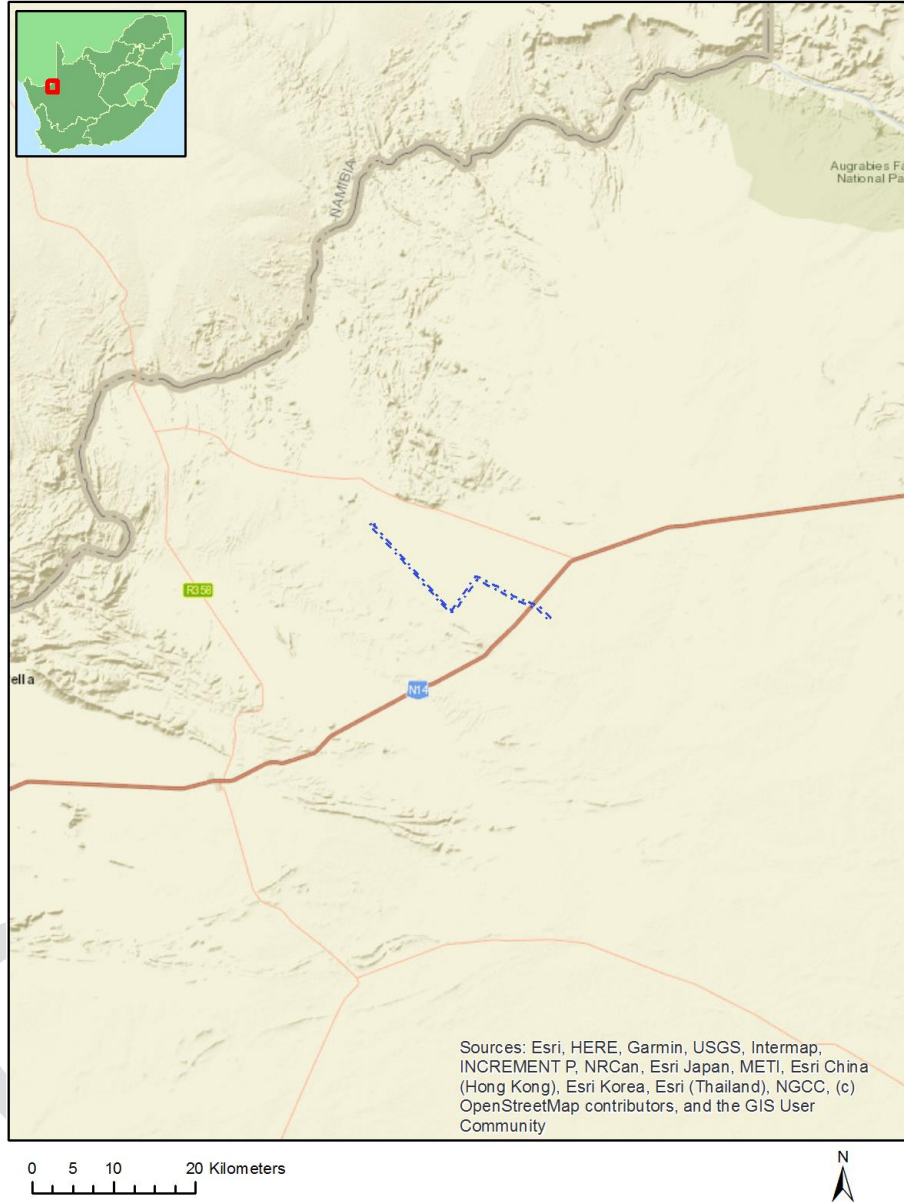 NAMIBIA
Augrabies Fa
National Pa
R358
ella
N14
Sources: Esri, HERE, Garmin, USGS, Intermap,
INCREMENT P, NRCan, Esri Japan, METI, Esri China
(Hong Kong), Esri Korea, Esri (Thailand), NGCC, (c)
OpenStreetMap contributors, and the GIS User
Community
0 5 10 20 Kilometers
N